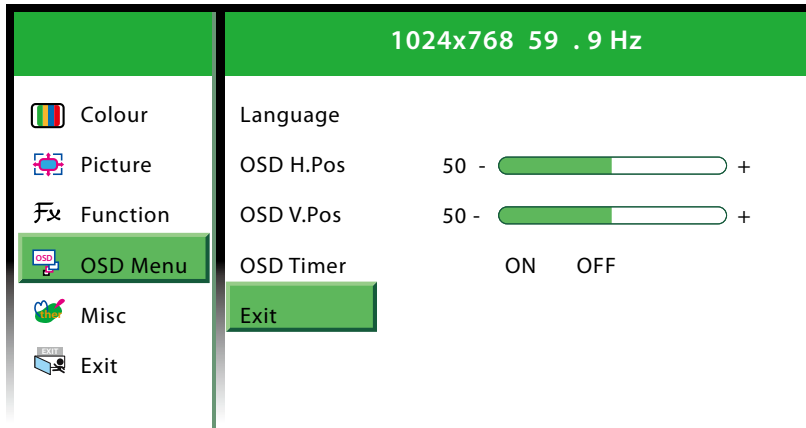 1024x768 59 . 9 Hz
Colour
Picture
Function
OSD
OSD Menu
Misc
EXIT
Exit
Language
OSD H.Pos 50 - +
OSD V.Pos 50 - +
OSD Timer ON OFF
Exit